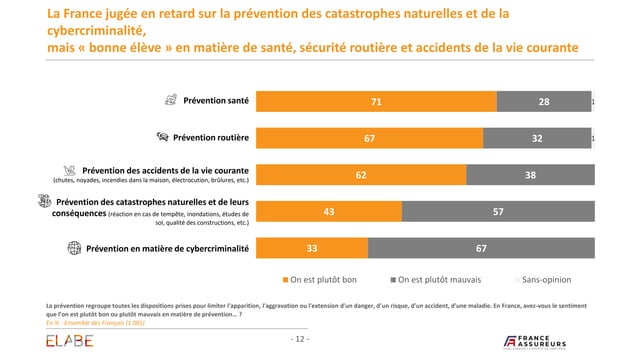 La France jugée en retard sur la prévention des catastrophes naturelles et de la
cybercriminalité,
mais « bonne élève » en matière de santé, sécurité routière et accidents de la vie courante
Prévention santé
71 28 1
Prévention routière
67 32 1
Prévention des accidents de la vie courante
(chutes, noyades, incendies dans la maison, électrocution, brûlures, etc.)
62 38
Prévention des catastrophes naturelles et de leurs
conséquences (réaction en cas de tempête, inondations, études de
sol, qualité des constructions, etc.)
43 57
Prévention en matière de cybercriminalité
33 67
On est plutôt bon On est plutôt mauvais Sans-opinion
La prévention regroupe toutes les dispositions prises pour limiter l'apparition, l'aggravation ou l'extension d'un danger, d'un risque, d'un accident, d'une maladie. En France, avez-vous le sentiment
que l'on est plutôt bon ou plutôt mauvais en matière de prévention... ?
En % - Ensemble des Français (1 001)
ELABE
- 12 -
FRANCE
ASSUREURS